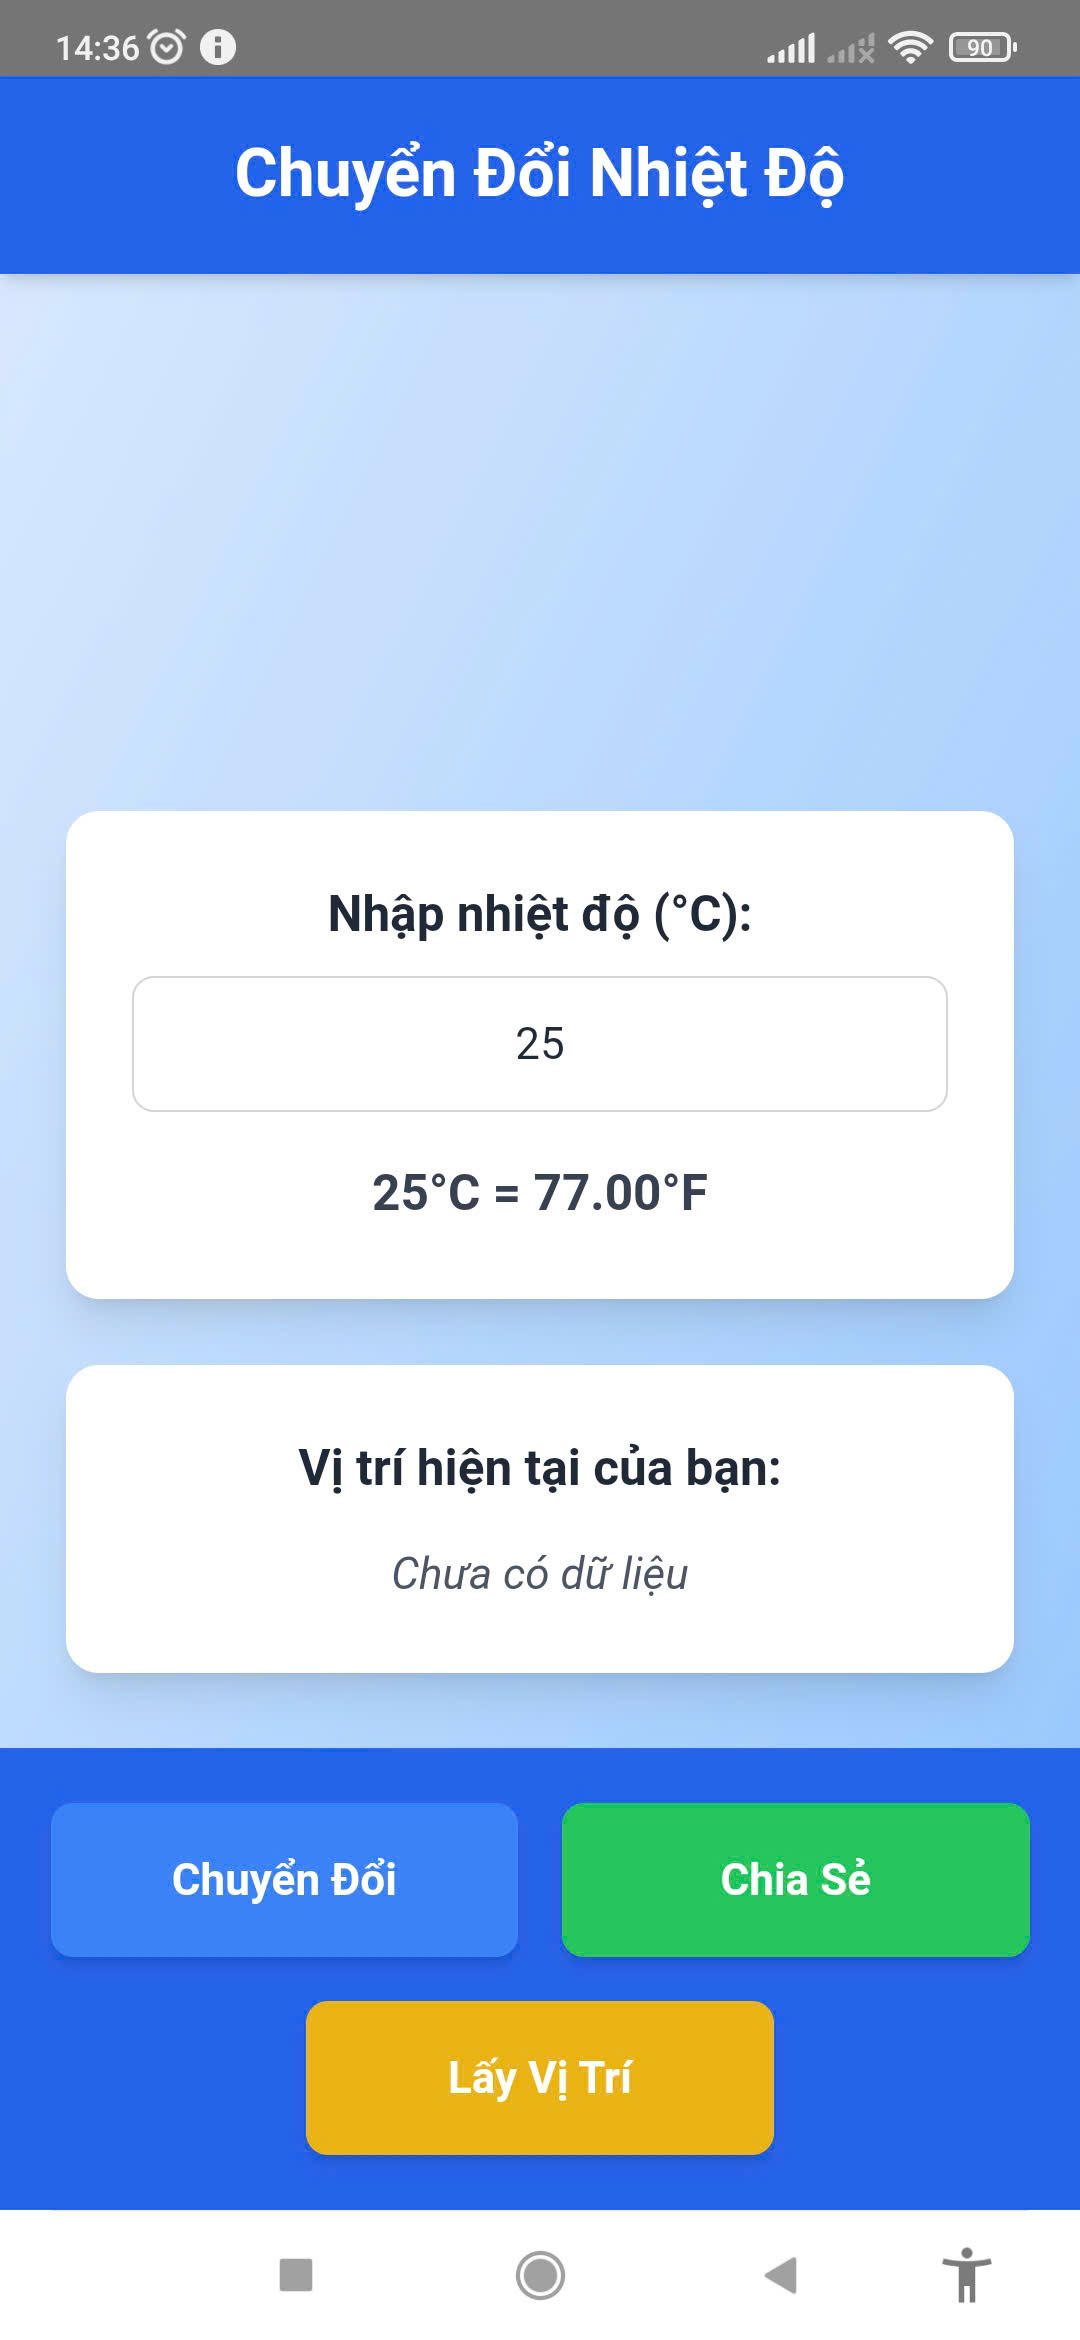 14:36
90
Chuyển Đổi Nhiệt Độ
Nhập nhiệt độ (°C):
25
25°C = 77.00°F
Vị trí hiện tại của bạn:
Chưa có dữ liệu
Chuyển Đổi
Chia Sẻ
Lấy Vị Trí